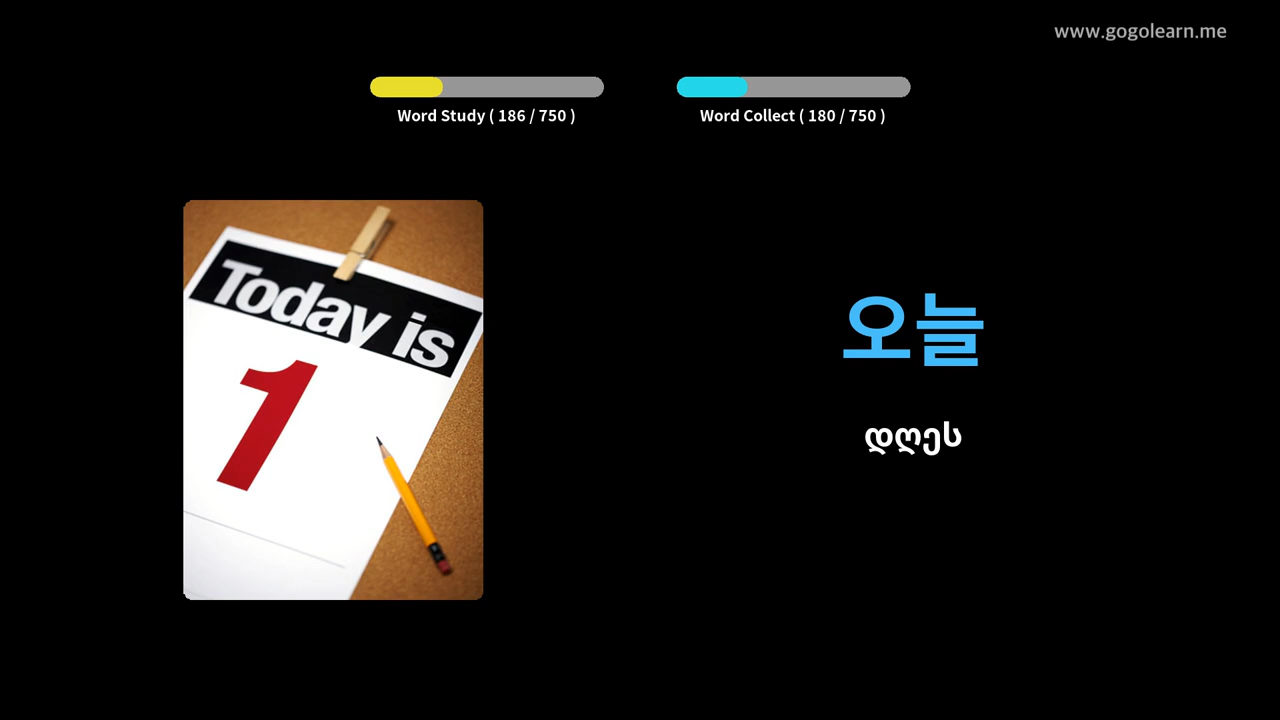 www.gogolearn.me
Word Study ( 186 / 750 )
Word Collect ( 180 / 750 )
Today is
1
오늘
დღეს